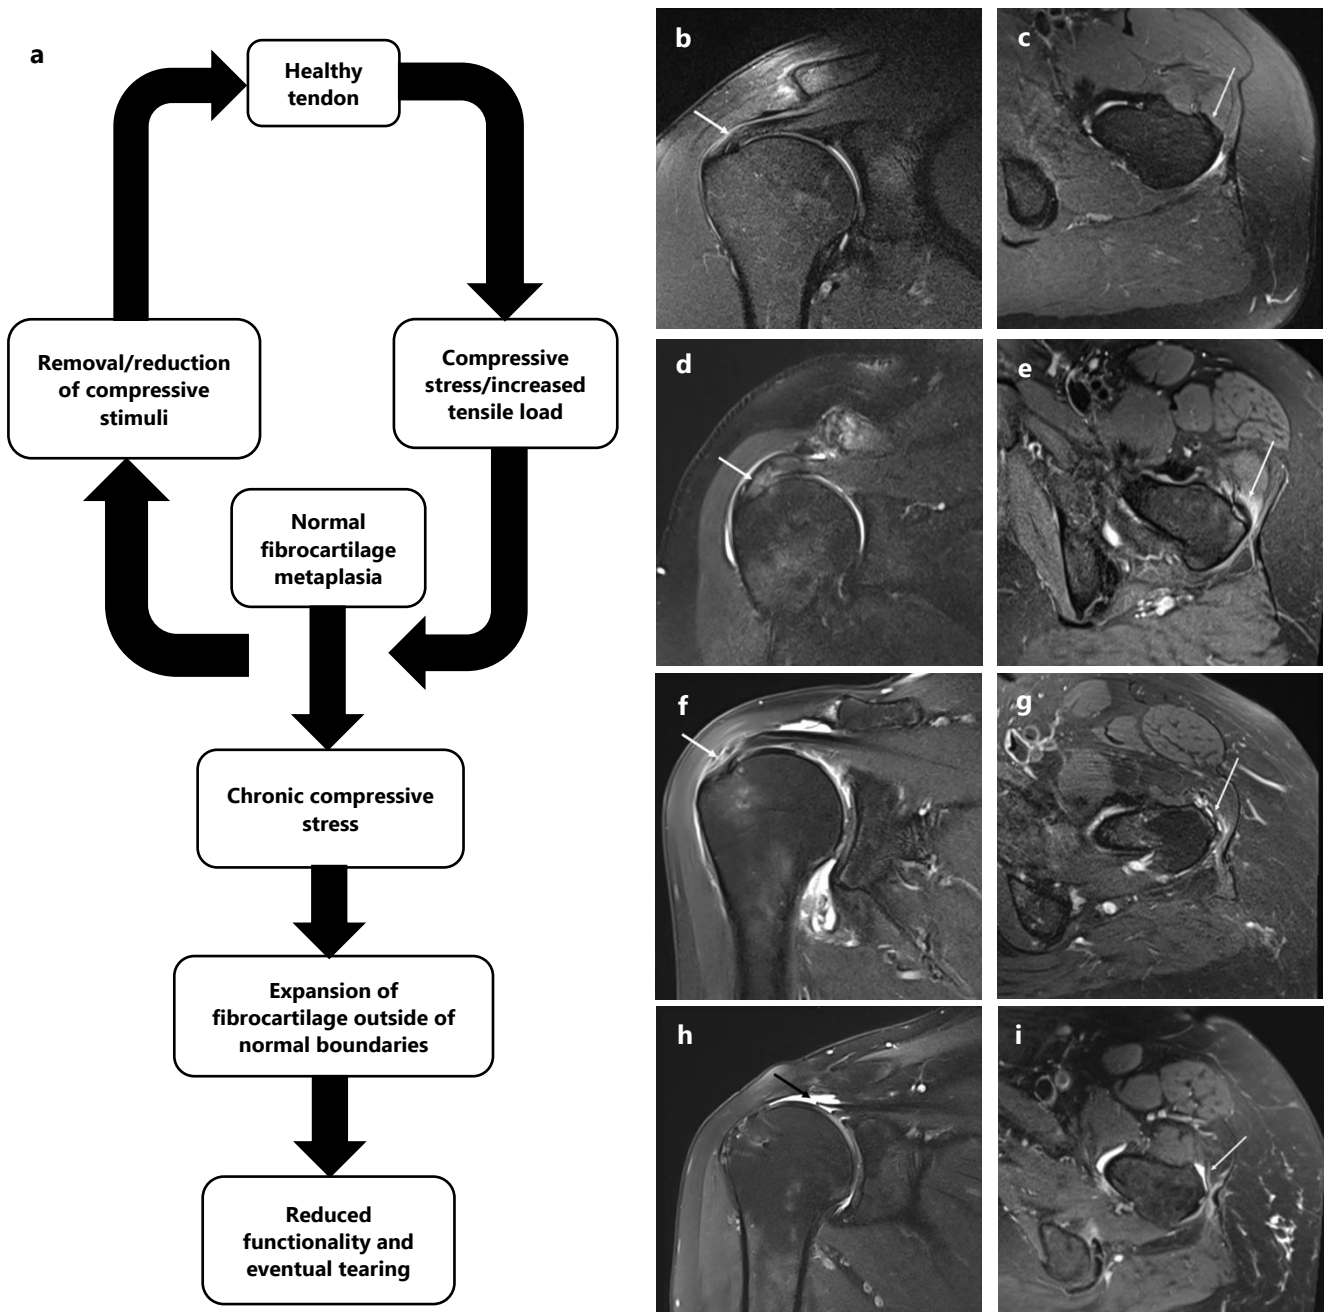 a
Healthy
tendon
Removal/reduction
of compressive
stimuli
Compressive
stress/increased
tensile load
Normal
fibrocartilage
metaplasia
Chronic compressive
stress
Expansion of
fibrocartilage outside of
normal boundaries
Reduced
functionality and
eventual tearing
b
c
d
e
f
g
h
i